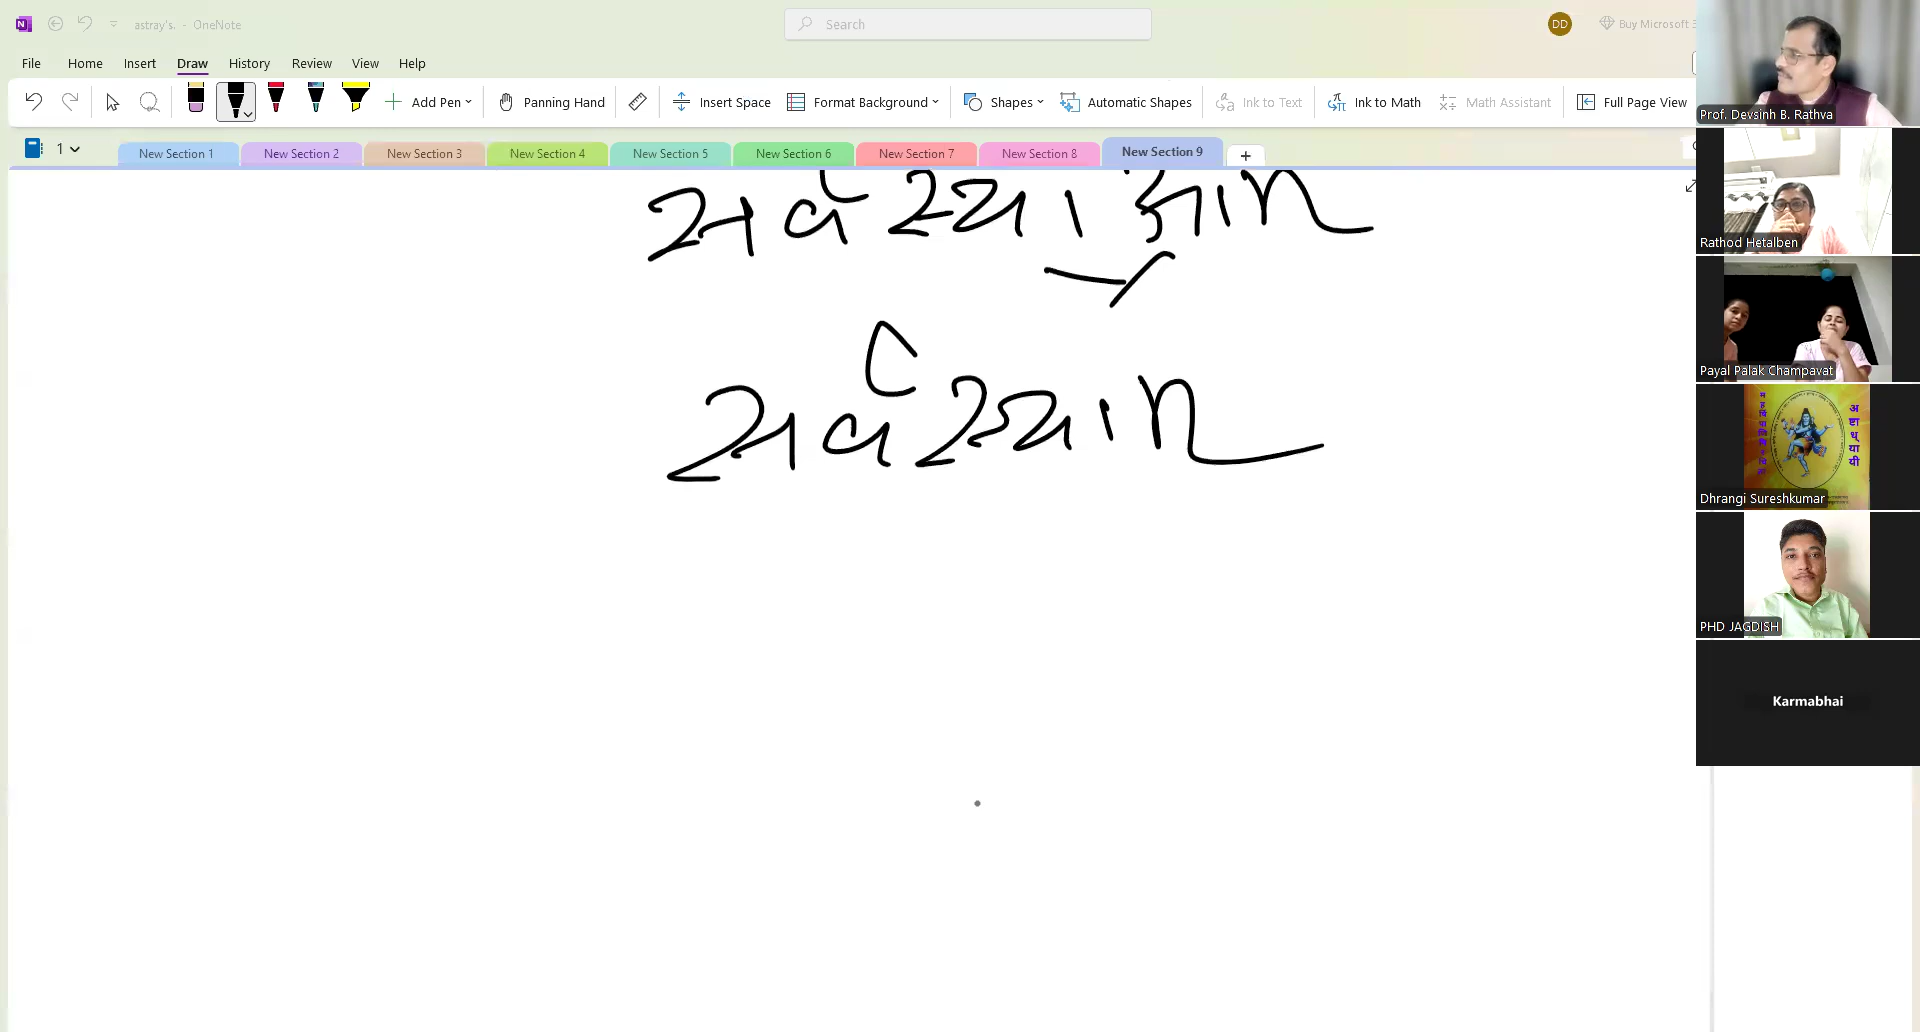 astray's. - OneNote
Search
DD
Buy Microsoft 3
File Home Insert Draw History Review View Help
Add Pen Panning Hand Insert Space Format Background Shapes Automatic Shapes Ink to Text Ink to Math Math Assistant Full Page View
1 New Section 1 New Section 2 New Section 3 New Section 4 New Section 5 New Section 6 New Section 7 New Section 8 New Section 9 +
Prof. Devsinh B. Rathva
Rathod Hetalben
Payal Palak Champavat
अष्टाध्यायी
Dhrangi Sureshkumar
PHD JAGDISH
Karmabhai